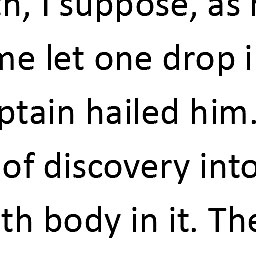 h, I suppose, as
me let one drop i
ptain hailed him.
of discovery into
th body in it. The